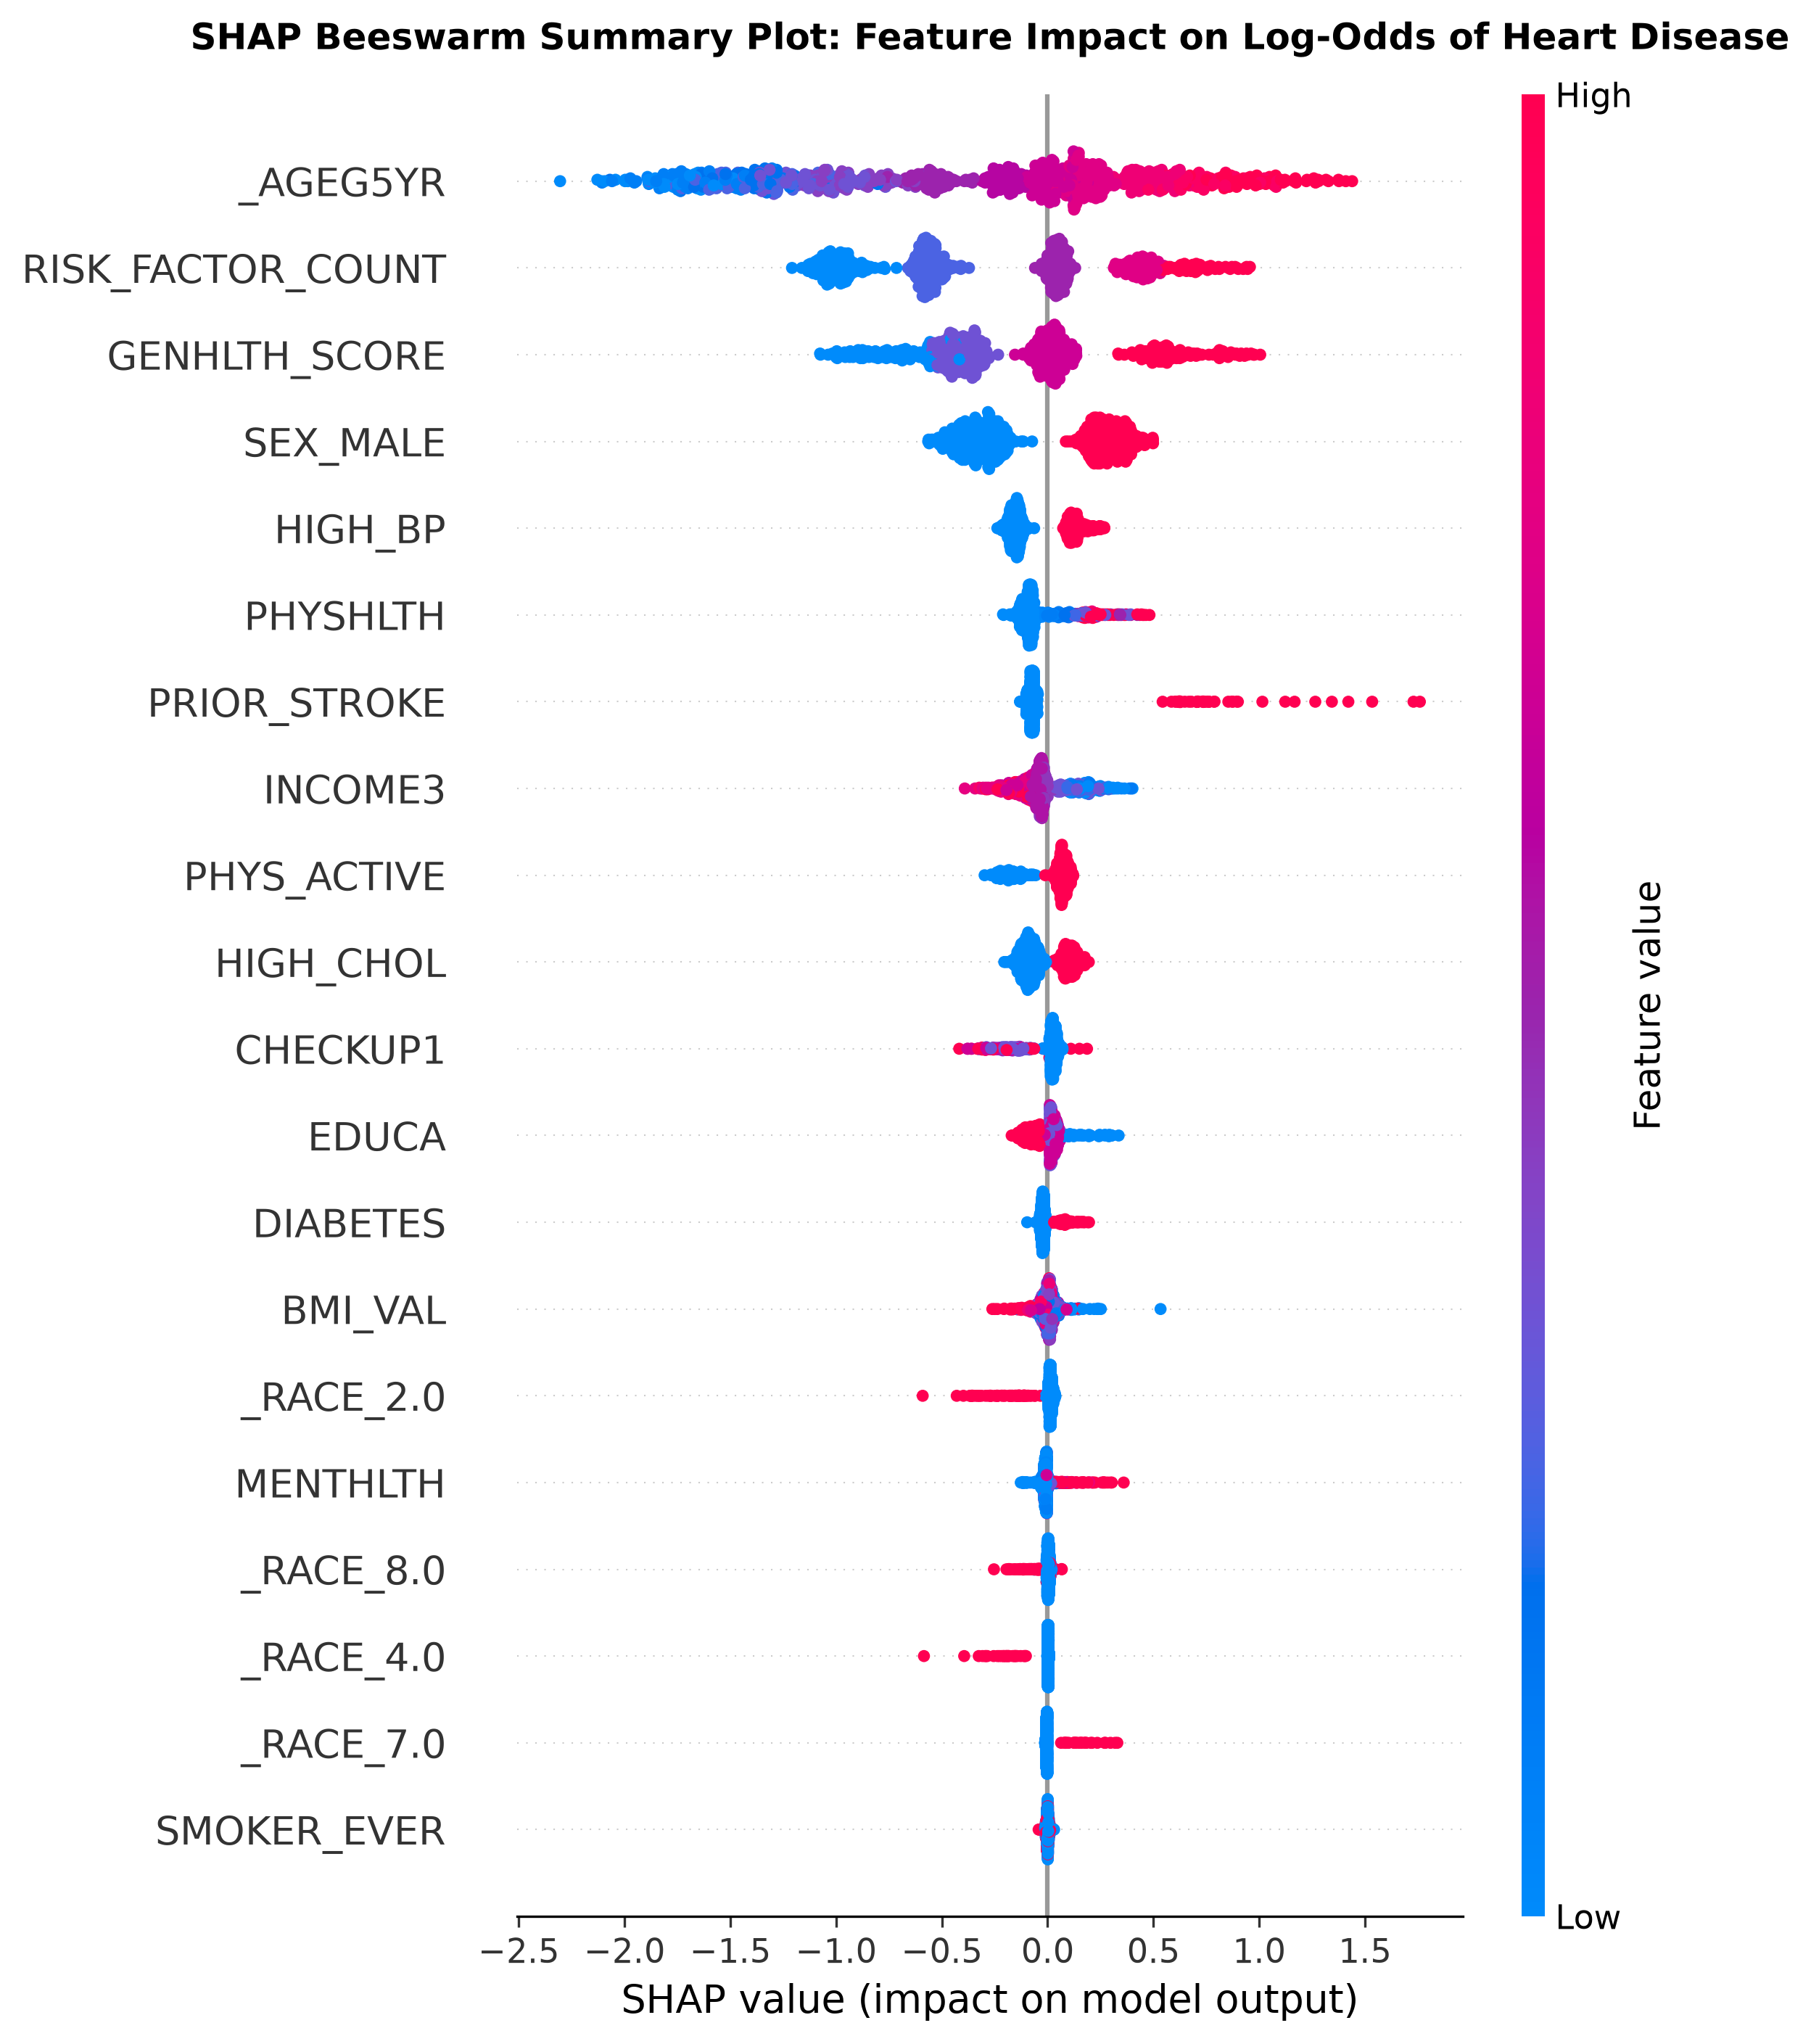 SHAP Beeswarm Summary Plot: Feature Impact on Log-Odds of Heart Disease
High
_AGEG5YR
RISK_FACTOR_COUNT
GENHLTH_SCORE
SEX_MALE
HIGH_BP
PHYSHLTH
PRIOR_STROKE
INCOME3
PHYS_ACTIVE
HIGH_CHOL
CHECKUP1
EDUCA
DIABETES
BMI_VAL
_RACE_2.0
MENTHLTH
_RACE_8.0
_RACE_4.0
_RACE_7.0
SMOKER_EVER
Feature value
Low
−2.5 −2.0 −1.5 −1.0 −0.5 0.0 0.5 1.0 1.5
SHAP value (impact on model output)